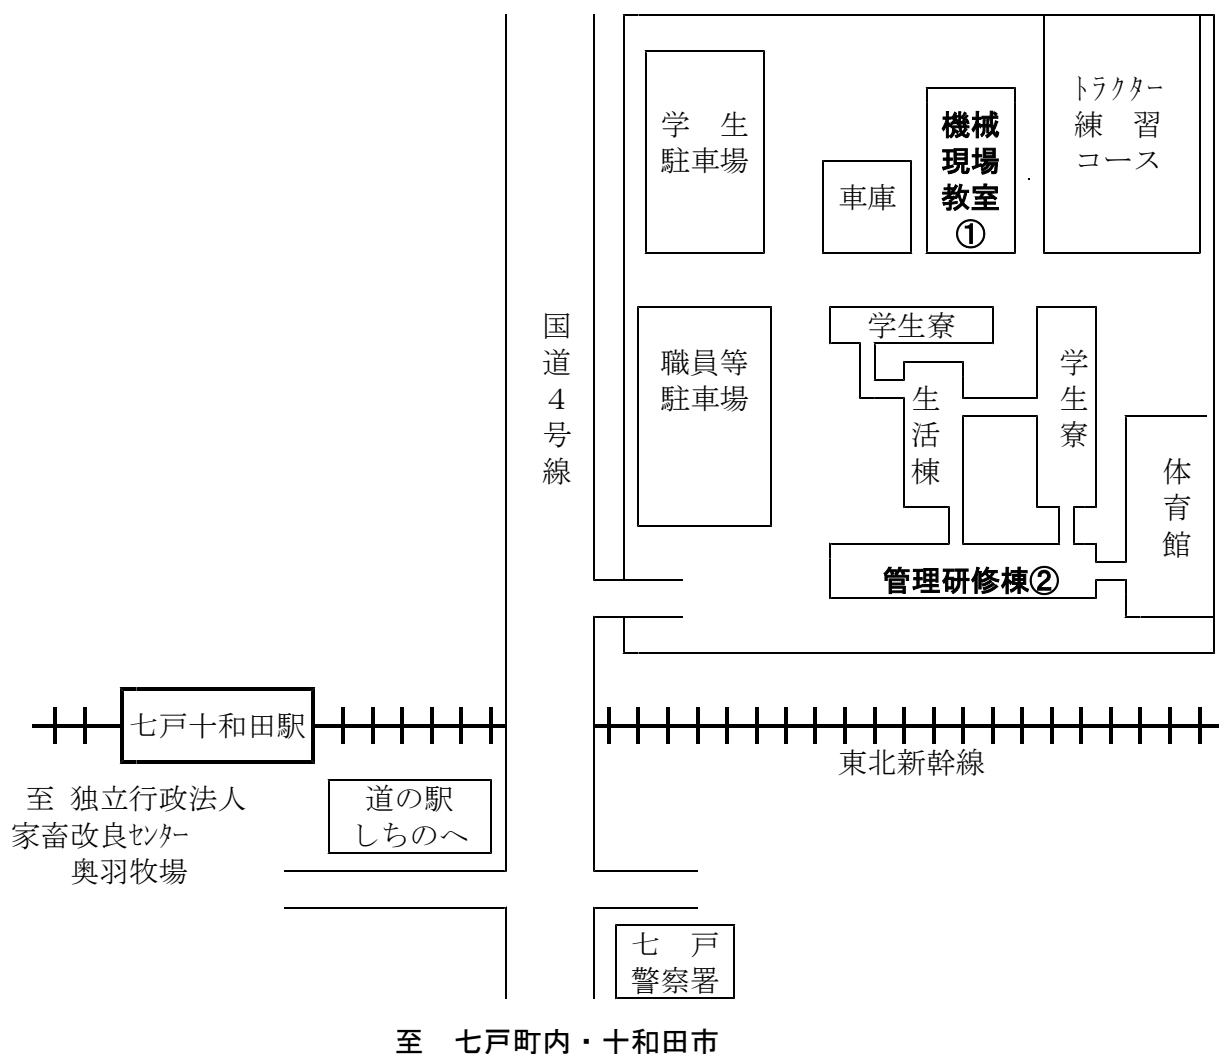 学　生
駐車場
車庫
機械
現場
教室
①
ﾄﾗｸﾀｰ
練　習
コース
国道４号線
職員等
駐車場
学生寮
生活棟
学生寮
体育館
管理研修棟②
七戸十和田駅
東北新幹線
至 独立行政法人
家畜改良ｾﾝﾀｰ
奥羽牧場
道の駅
しちのへ
七　戸
警察署
至　七戸町内・十和田市